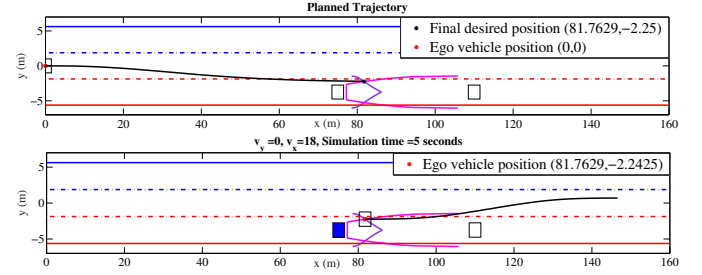 Planned Trajectory
Final desired position (81.7629,−2.25)
Ego vehicle position (0,0)
5
0
−5
y (m)
0 20 40 60 80 100 120 140 160
x (m)
v_y =0, v_x=18, Simulation time =5 seconds
Ego vehicle position (81.7629,−2.2425)
5
0
−5
y (m)
0 20 40 60 80 100 120 140 160
x (m)